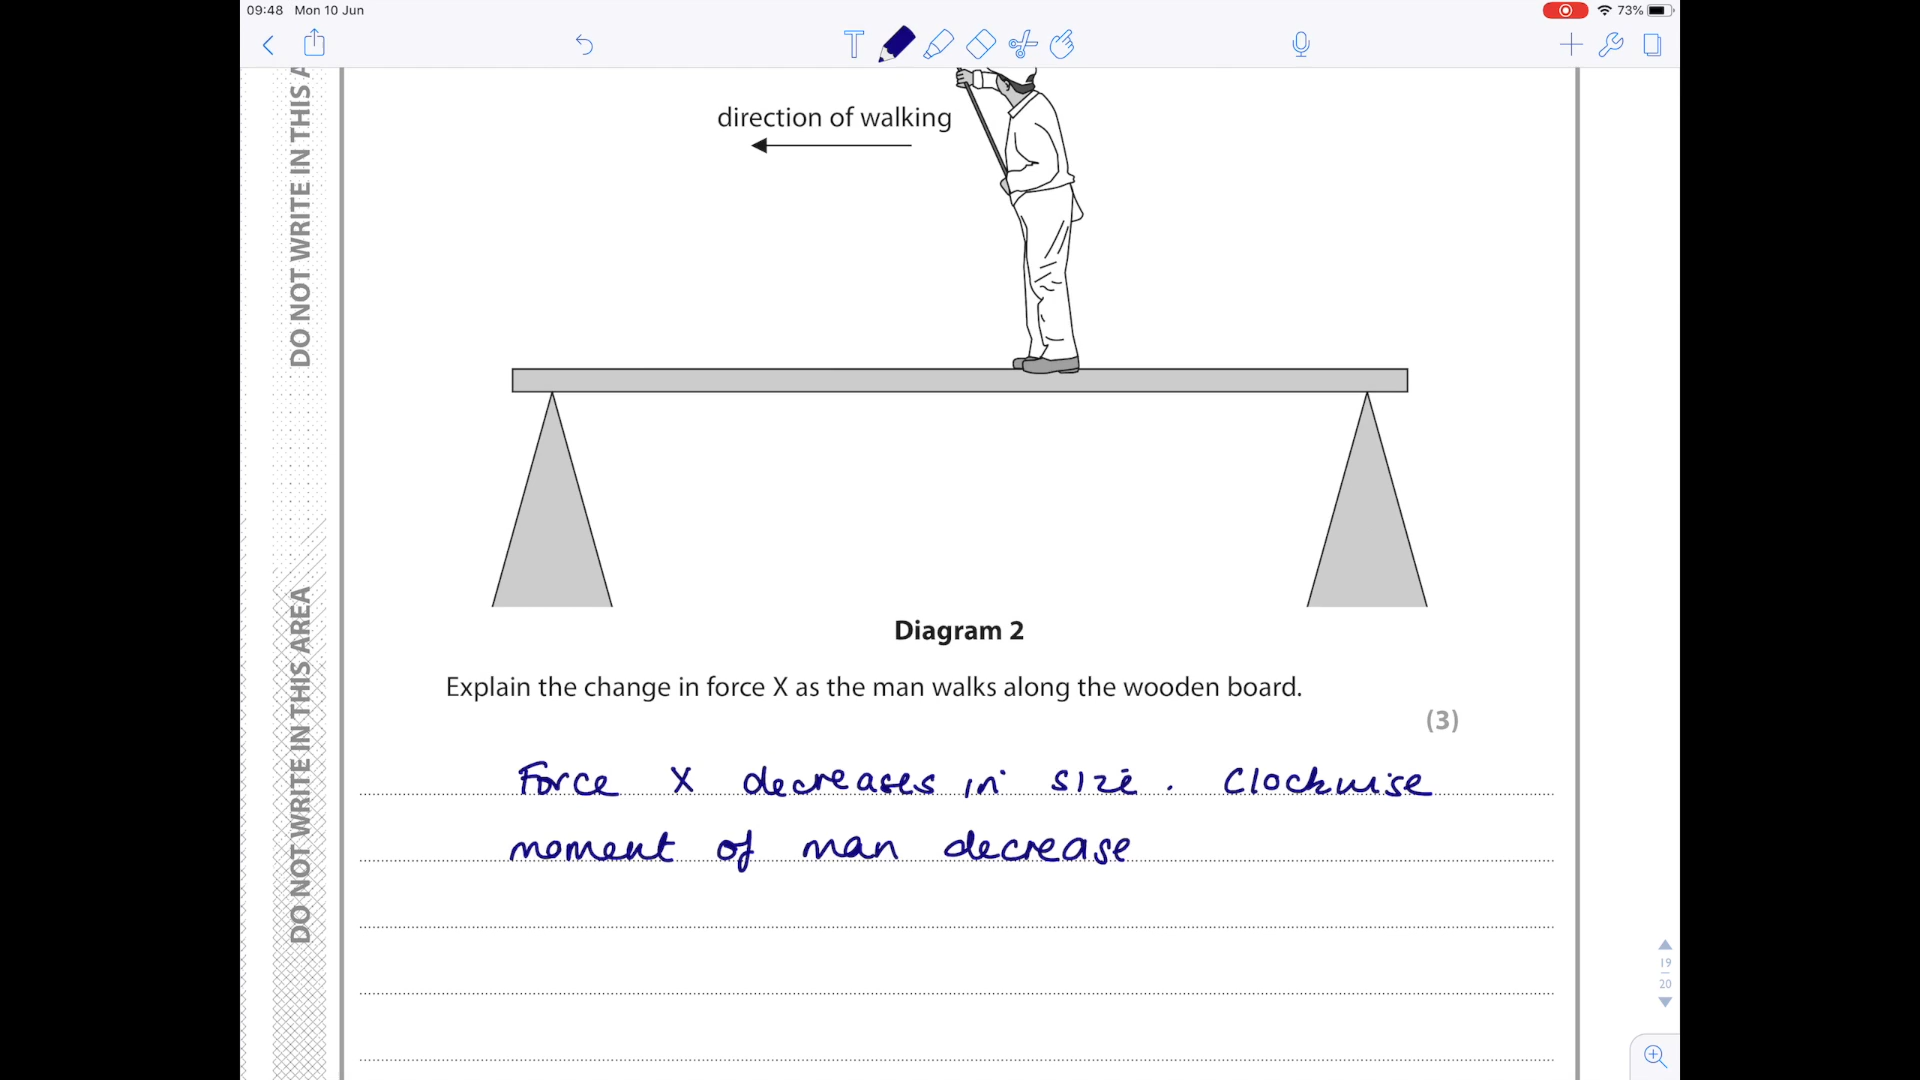 09:48 Mon 10 Jun
73%
T
direction of walking
DO NOT WRITE IN THIS A
DO NOT WRITE IN THIS AREA
Diagram 2
Explain the change in force X as the man walks along the wooden board.
(3)
Force X decreases in size. Clockwise
moment of man decrease
19
20